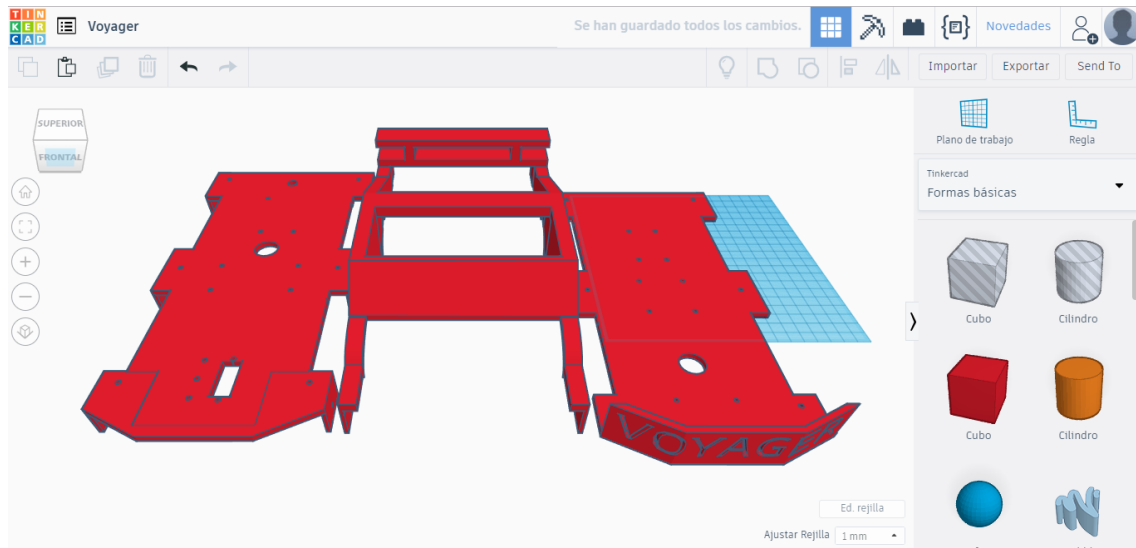 TIN
KER
CAD
Voyager
Se han guardado todos los cambios.
Novedades
Importar
Exportar
Send To
SUPERIOR
FRONTAL
Plano de trabajo
Regla
Tinkercad
Formas básicas
Cubo
Cilindro
Cubo
Cilindro
VOYAGER
Ed. rejilla
Ajustar Rejilla
1 mm